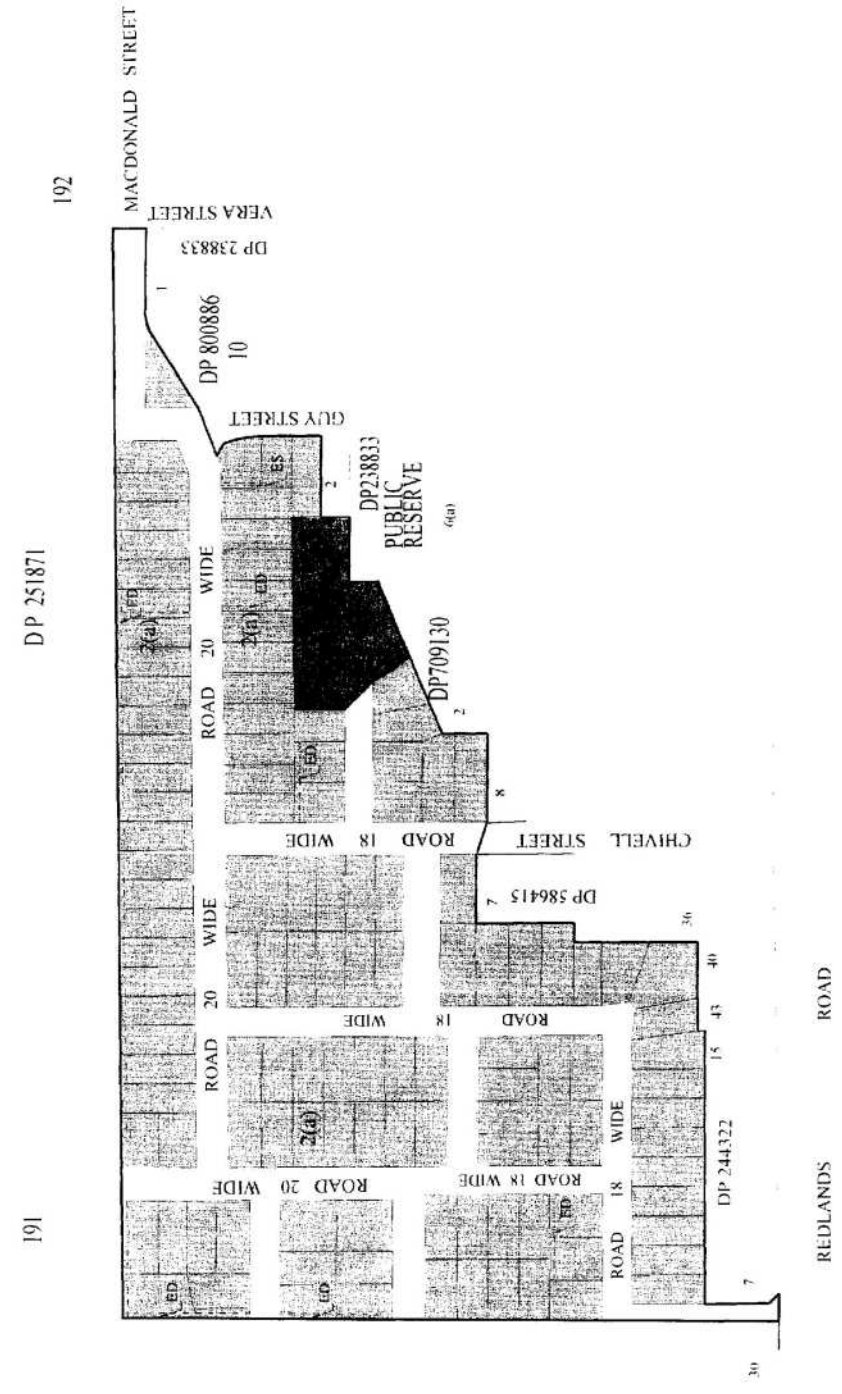 192
MACDONALD STREET
VERA STREET
DP 238833
1
DP 800886
10
GUY STREET
DP 251871
ED
2(a)
ROAD 20 WIDE
2(a)
ED
ES
2
DP238833
PUBLIC
RESERVE
6(a)
DP709130
2
ED
8
ROAD 18 WIDE
CHIVELL STREET
7
DP 586415
36
40
43
15
ROAD 20 WIDE
ROAD 18 WIDE
2(a)
191
ROAD 20 WIDE
ROAD 18 WIDE
ED
ED
ED
ROAD 18 WIDE
DP 244322
7
30
REDLANDS ROAD